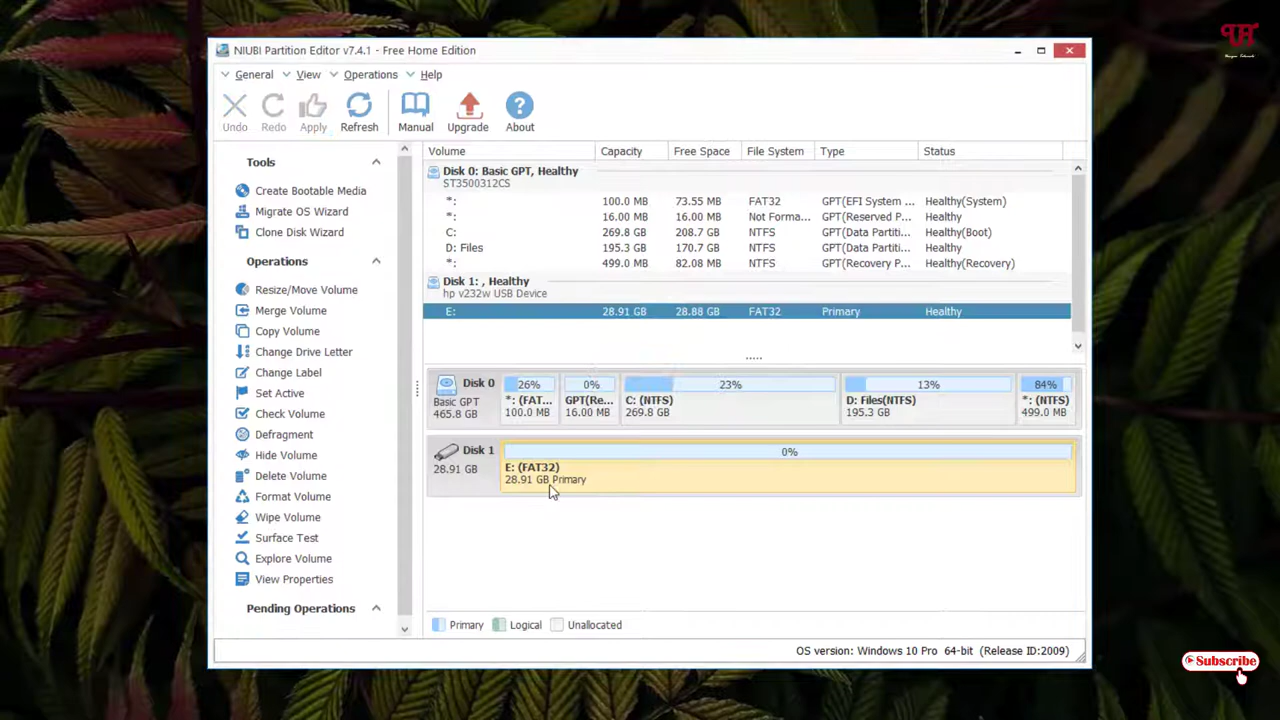 NIUBI Partition Editor v7.4.1 - Free Home Edition
General View Operations Help
Undo Redo Apply Refresh Manual Upgrade About
Tools
Create Bootable Media
Migrate OS Wizard
Clone Disk Wizard
Operations
Resize/Move Volume
Merge Volume
Copy Volume
Change Drive Letter
Change Label
Set Active
Check Volume
Defragment
Hide Volume
Delete Volume
Format Volume
Wipe Volume
Surface Test
Explore Volume
View Properties
Pending Operations
Volume Capacity Free Space File System Type Status
Disk 0: Basic GPT, Healthy
ST3500312CS
*: 100.0 MB 73.55 MB FAT32 GPT(EFI System ... Healthy(System)
*: 16.00 MB 16.00 MB Not Forma... GPT(Reserved P... Healthy
C: 269.8 GB 208.7 GB NTFS GPT(Data Partiti... Healthy(Boot)
D: Files 195.3 GB 170.7 GB NTFS GPT(Data Partiti... Healthy
*: 499.0 MB 82.08 MB NTFS GPT(Recovery P... Healthy(Recovery)
Disk 1: , Healthy
hp v232w USB Device
E: 28.91 GB 28.88 GB FAT32 Primary Healthy
.....
Disk 0 26% 0% 23% 13% 84%
Basic GPT *: (FAT... GPT(Re... C: (NTFS) D: Files(NTFS) *: (NTFS)
465.8 GB 100.0 MB 16.00 MB 269.8 GB 195.3 GB 499.0 MB
Disk 1 0%
28.91 GB E: (FAT32)
28.91 GB Primary
Primary Logical Unallocated
OS version: Windows 10 Pro 64-bit (Release ID:2009)
Subscribe